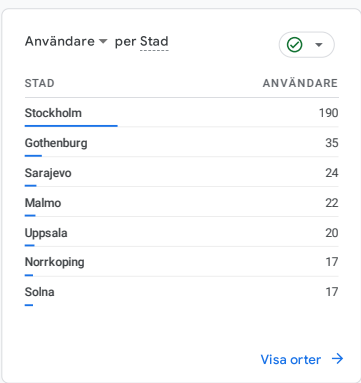 Användare per Stad
STAD ANVÄNDARE
Stockholm 190
Gothenburg 35
Sarajevo 24
Malmo 22
Uppsala 20
Norrkoping 17
Solna 17
Visa orter